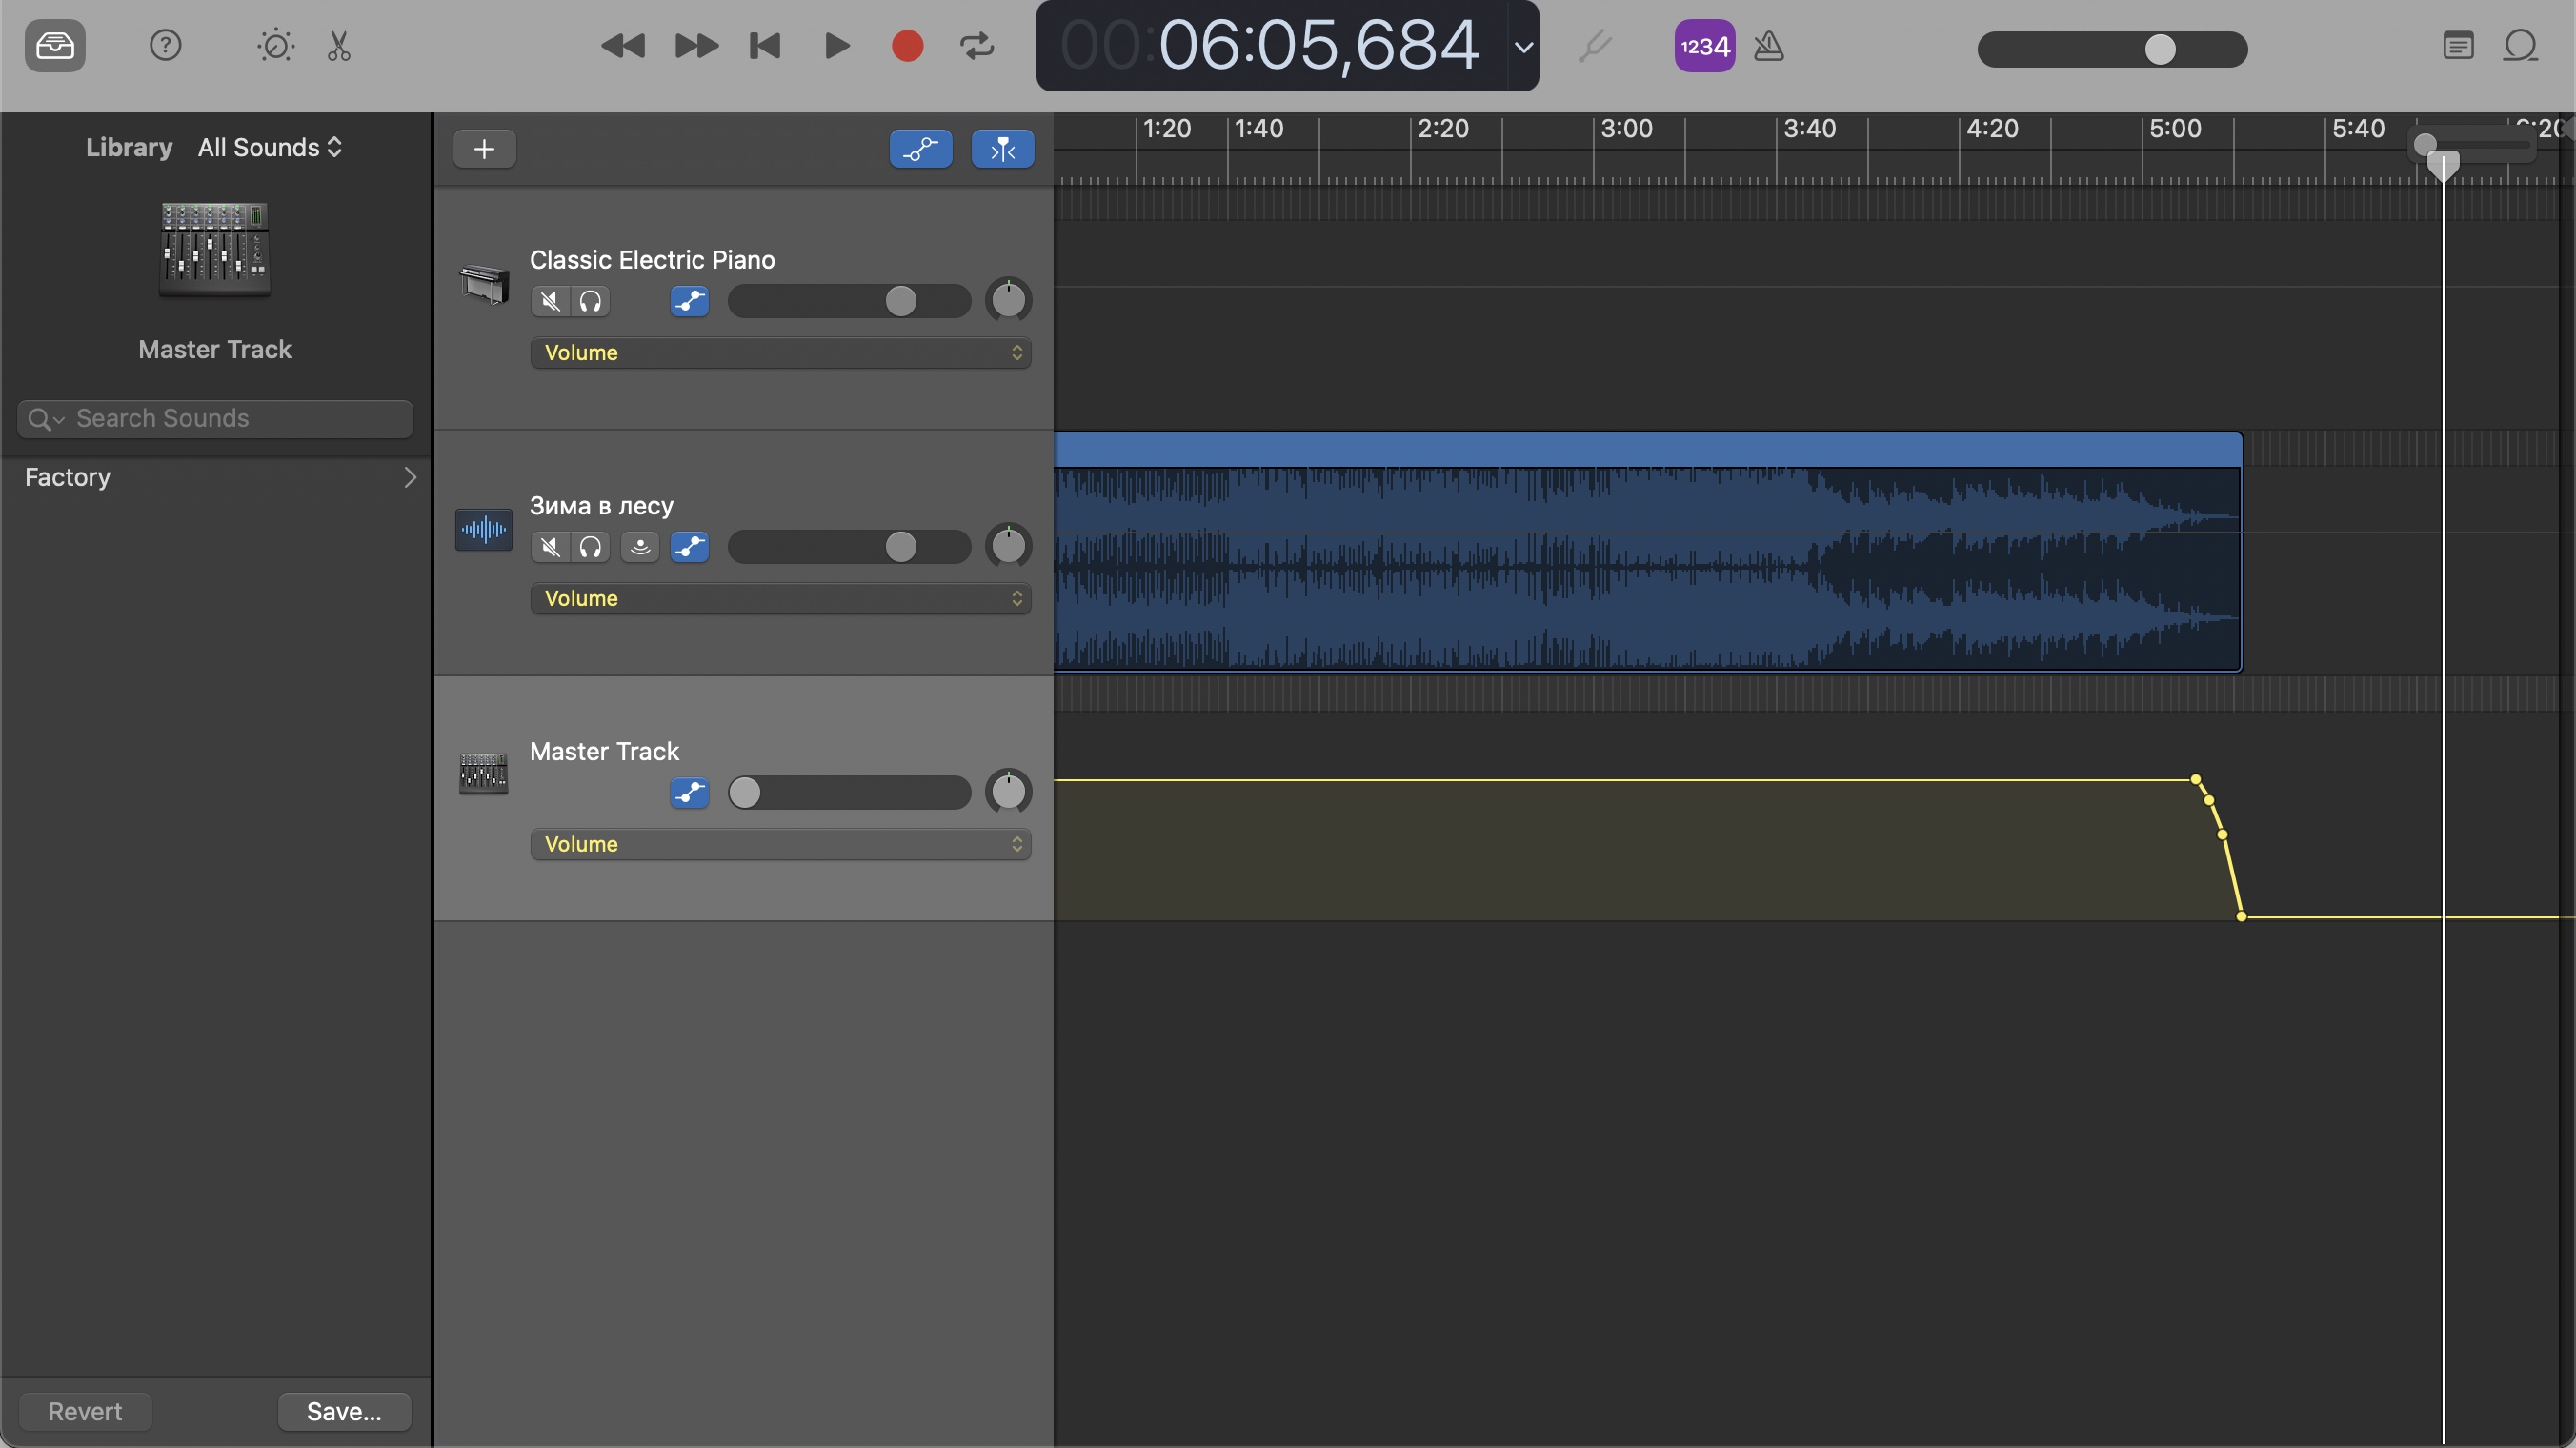 00:06:05,684
1234
Library All Sounds
1:20 1:40 2:20 3:00 3:40 4:20 5:00 5:40 6:20
Master Track
Search Sounds
Factory
Classic Electric Piano
Volume
Зима в лесу
Volume
Master Track
Volume
Revert Save...